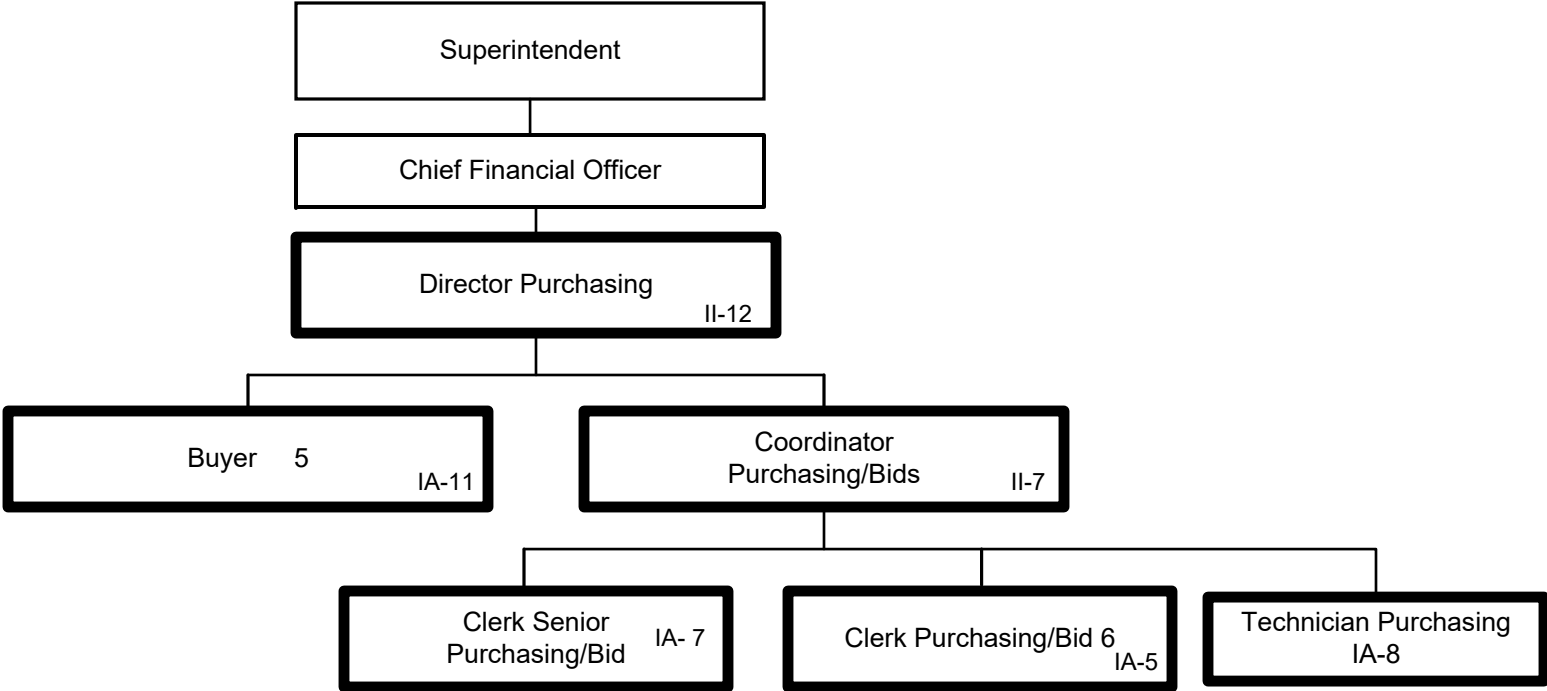 Superintendent
Chief Financial Officer
Director Purchasing
II-12
Buyer 5
IA-11
Coordinator
Purchasing/Bids
II-7
Clerk Senior
Purchasing/Bid
IA- 7
Clerk Purchasing/Bid 6
IA-5
Technician Purchasing
IA-8